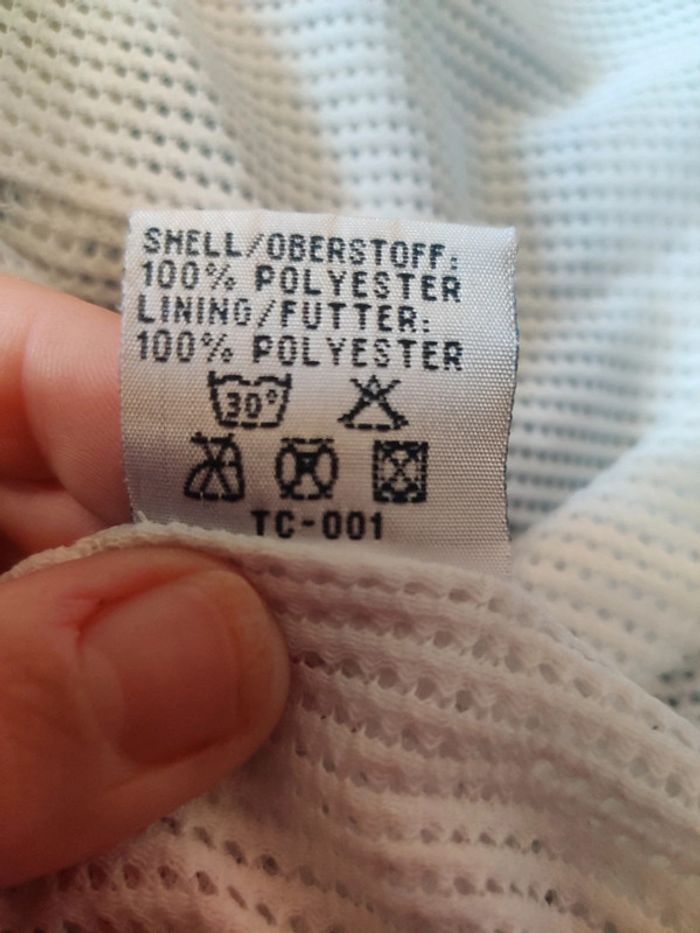 SHELL/OBERSTOFF:
100% POLYESTER
LINING/FUTTER:
100% POLYESTER
30°
TC-001